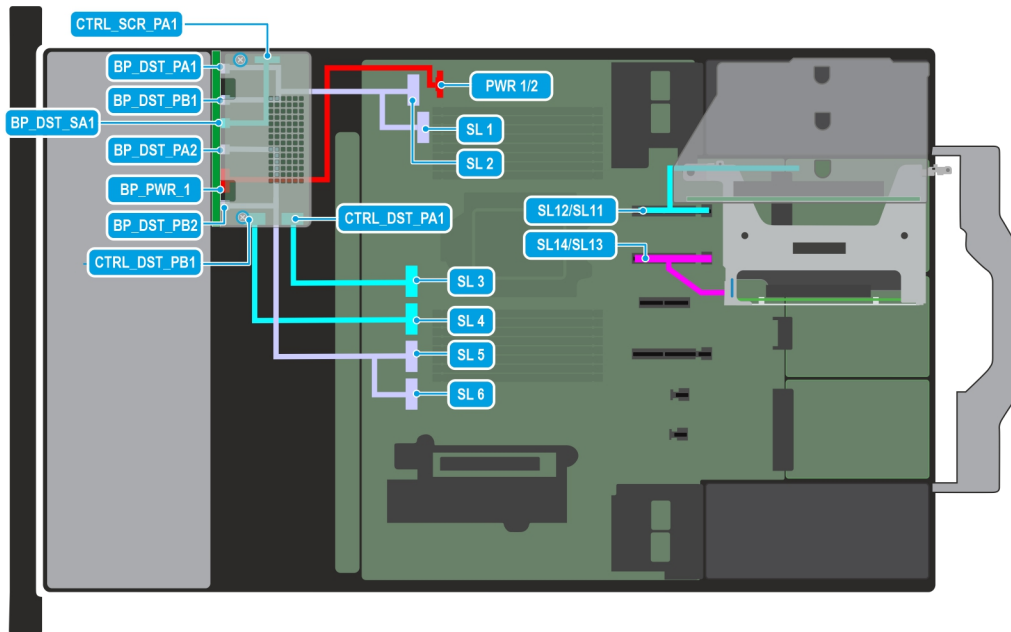 CTRL_SCR_PA1
BP_DST_PA1
BP_DST_PB1
BP_DST_SA1
BP_DST_PA2
BP_PWR_1
BP_DST_PB2
CTRL_DST_PB1
CTRL_DST_PA1
PWR 1/2
SL 1
SL 2
SL12/SL11
SL14/SL13
SL 3
SL 4
SL 5
SL 6